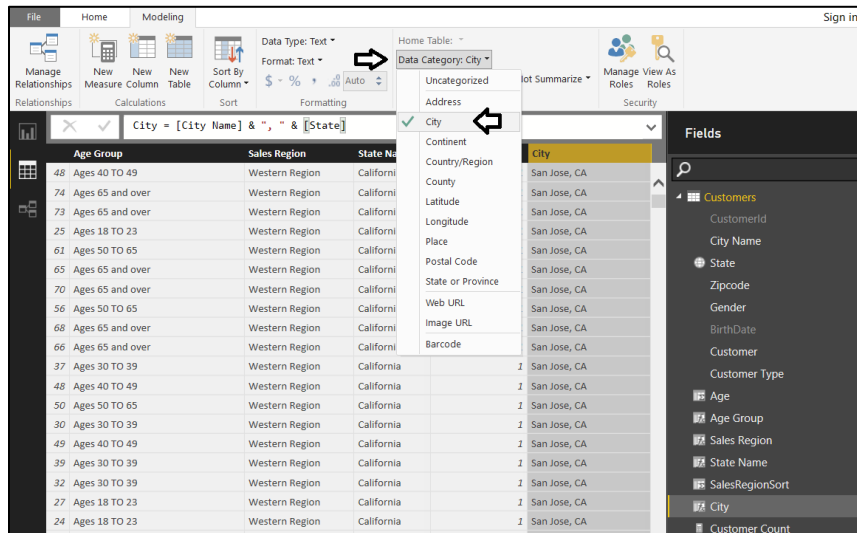 File Home Modeling Sign in
Manage Relationships
New Measure
New Column
New Table
Sort By Column
Data Type: Text
Format: Text
$ % , .00 Auto
Home Table:
Data Category: City
ot Summarize
Manage Roles
View As Roles
Relationships Calculations Sort Formatting Security
Uncategorized
Address
City
Continent
Country/Region
County
Latitude
Longitude
Place
Postal Code
State or Province
Web URL
Image URL
Barcode
City = [City Name] & ", " & [State]
Age Group Sales Region State Na City
48 Ages 40 TO 49 Western Region Californi San Jose, CA
74 Ages 65 and over Western Region Californi San Jose, CA
73 Ages 65 and over Western Region Californi San Jose, CA
25 Ages 18 TO 23 Western Region Californi San Jose, CA
61 Ages 50 TO 65 Western Region Californi San Jose, CA
65 Ages 65 and over Western Region Californi San Jose, CA
70 Ages 65 and over Western Region Californi San Jose, CA
56 Ages 50 TO 65 Western Region Californi San Jose, CA
68 Ages 65 and over Western Region Californi San Jose, CA
66 Ages 65 and over Western Region Californi San Jose, CA
37 Ages 30 TO 39 Western Region California 1 San Jose, CA
48 Ages 40 TO 49 Western Region California 1 San Jose, CA
50 Ages 50 TO 65 Western Region California 1 San Jose, CA
30 Ages 30 TO 39 Western Region California 1 San Jose, CA
49 Ages 40 TO 49 Western Region California 1 San Jose, CA
39 Ages 30 TO 39 Western Region California 1 San Jose, CA
32 Ages 30 TO 39 Western Region California 1 San Jose, CA
27 Ages 18 TO 23 Western Region California 1 San Jose, CA
24 Ages 18 TO 23 Western Region California 1 San Jose, CA
Fields
Customers
CustomerId
City Name
State
Zipcode
Gender
BirthDate
Customer
Customer Type
Age
Age Group
Sales Region
State Name
SalesRegionSort
City
Customer Count